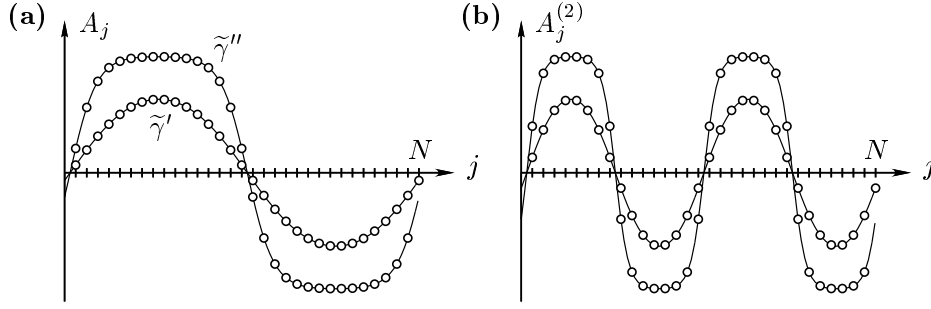 (a)
A_j
γ̃′′
γ̃′
N
j
(b)
A_j^{(2)}
N
j